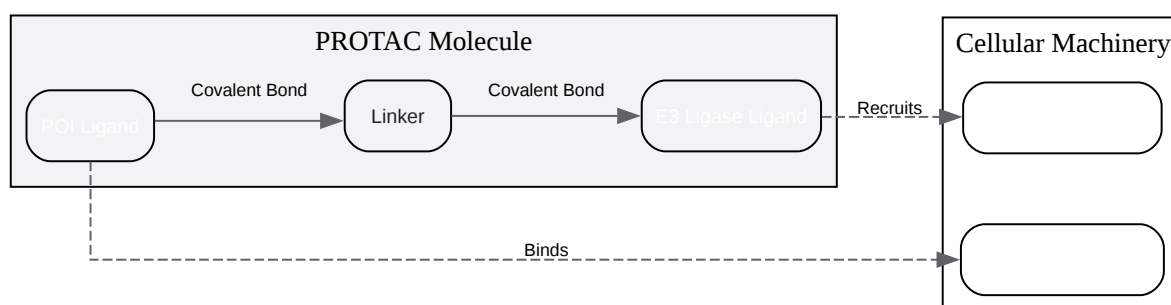 PROTAC Molecule
Cellular Machinery
Covalent Bond
Covalent Bond
POI Ligand
Linker
E3 Ligase Ligand
Recruits
Binds